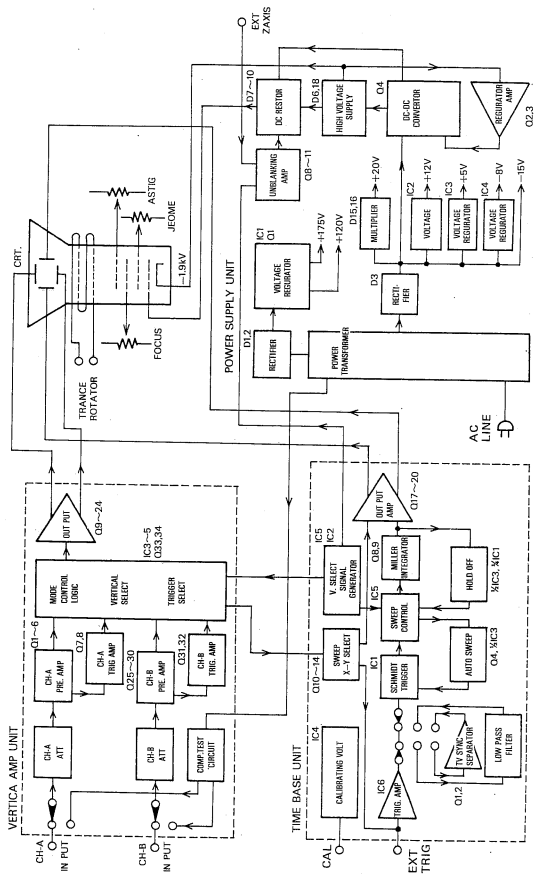 VERTICA AMP UNIT
CH-A
IN PUT
CH-A
ATT
CH-A
PRE. AMP
Q1~6
CH-A
TRIG AMP
Q7,8
CH-B
IN PUT
CH-B
ATT
CH-B
PRE. AMP
Q25~30
CH-B
TRIG. AMP
Q31,32
COMP.TEST
CIRCUIT
MODE
CONTROL
LOGIC
VERTICAL
SELECT
TRIGGER
SELECT
IC3~5
Q33,34
OUT PUT
Q9~24
CRT.
TRANCE
ROTATOR
FOCUS
ASTIG
JEOME
-1.9kV
EXT
ZAXIS
TIME BASE UNIT
CAL
CALIBRATING VOLT
IC4
EXT
TRIG
TRIG. AMP
IC6
TV SYNC
SEPARATOR
Q1,2
LOW PASS
FILTER
SWEEP
X-Y SELECT
Q10~14
V. SELECT
SIGNAL
GENERATOR
IC5
IC2
SCHMIDT
TRIGGER
IC1
SWEEP
CONTROL
IC5
MILLER
INTEGRATOR
Q8,9
AUTO SWEEP
Q4, ½IC3
HOLD OFF
½IC3, ¾IC1
OUT PUT
AMP
Q17~20
POWER SUPPLY UNIT
AC
LINE
POWER
TRANSFORMER
RECTIFIER
D1,2
VOLTAGE
REGURATOR
IC1
Q1
+175V
+120V
RECTI-
FIER
D3
MULTIPLIER
D15,16
+20V
VOLTAGE
IC2
+12V
VOLTAGE
REGURATOR
IC3
+5V
VOLTAGE
REGURATOR
IC4
-8V
-15V
UNBLANKING
AMP
Q8~11
DC RESTOR
D7~10
HIGH VOLTAGE
SUPPLY
D6,18
DC-DC
CONVERTOR
Q4
REGURATOR
AMP
Q2,3